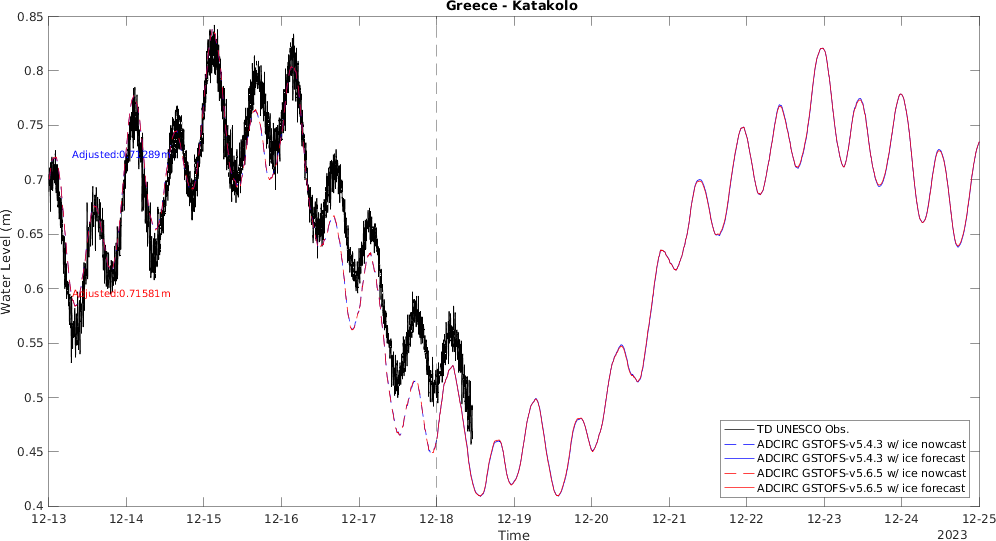 Greece - Katakolo
0.85
0.8
0.75
0.7
0.65
0.6
0.55
0.5
0.45
0.4
Water Level (m)
Adjusted:0.71289m
Adjusted:0.71581m
TD UNESCO Obs.
ADCIRC GSTOFS-v5.4.3 w/ ice nowcast
ADCIRC GSTOFS-v5.4.3 w/ ice forecast
ADCIRC GSTOFS-v5.6.5 w/ ice nowcast
ADCIRC GSTOFS-v5.6.5 w/ ice forecast
12-13 12-14 12-15 12-16 12-17 12-18 12-19 12-20 12-21 12-22 12-23 12-24 12-25
Time
2023